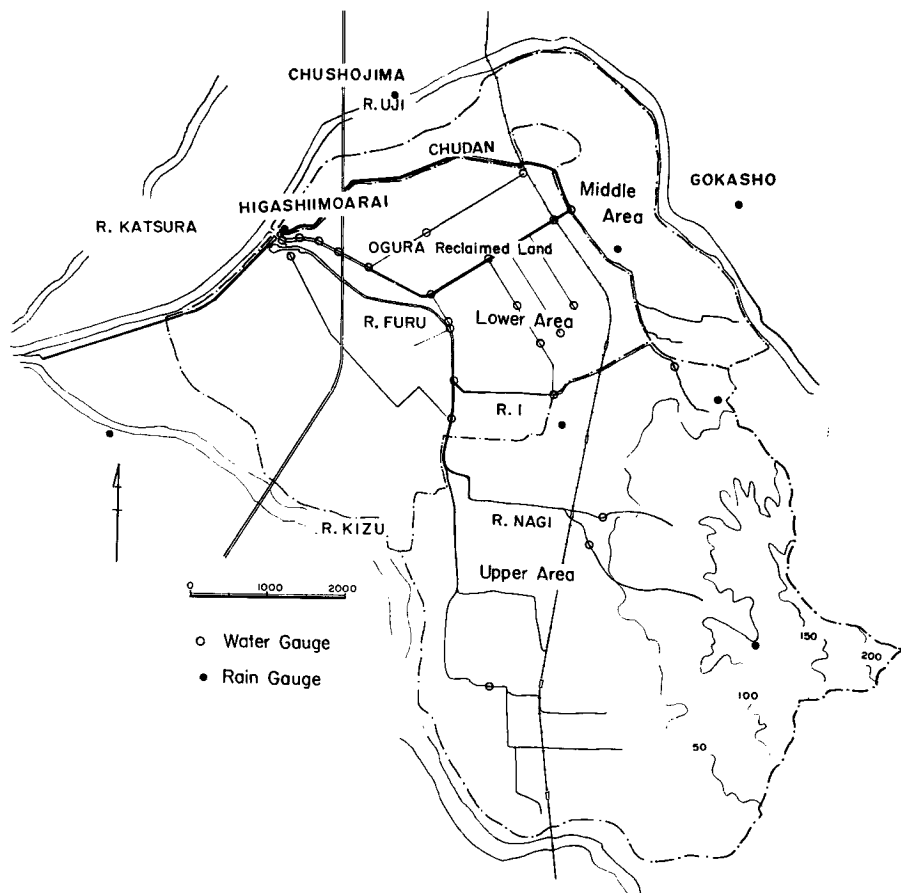 CHUSHOJIMA
R. UJI
CHUDAN
Middle
Area
GOKASHO
HIGASHIIMOARAI
R. KATSURA
OGURA Reclaimed Land
R. FURU
Lower Area
R. I
R. NAGI
R. KIZU
Upper Area
0 1000 2000
○ Water Gauge
● Rain Gauge
150
200
100
50